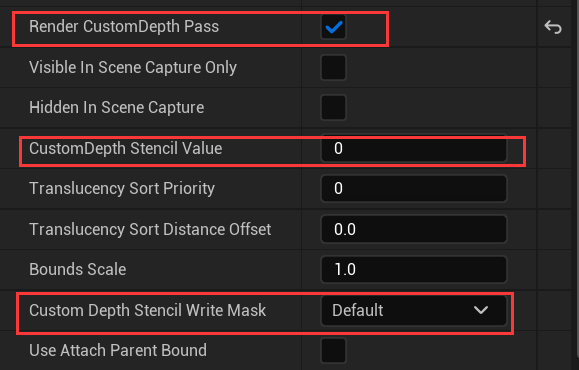 Render CustomDepth Pass
Visible In Scene Capture Only
Hidden In Scene Capture
CustomDepth Stencil Value 0
Translucency Sort Priority 0
Translucency Sort Distance Offset 0.0
Bounds Scale 1.0
Custom Depth Stencil Write Mask Default
Use Attach Parent Bound